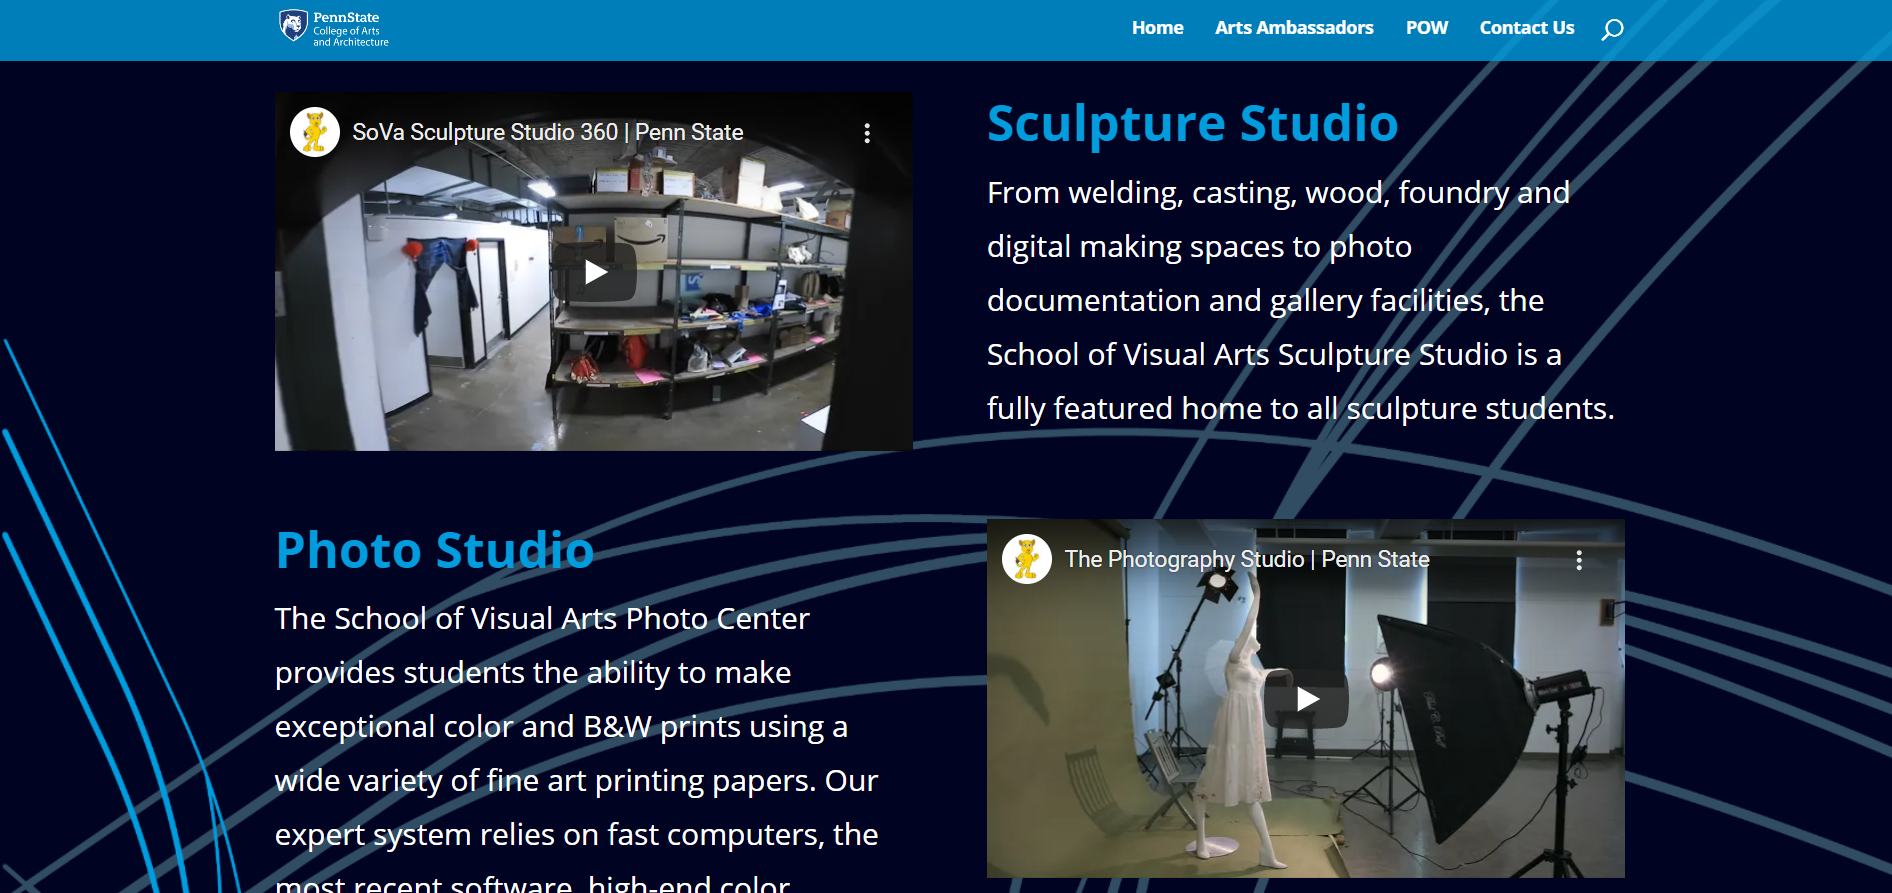 PennState
College of Arts
and Architecture
Home
Arts Ambassadors
POW
Contact Us
SoVa Sculpture Studio 360 | Penn State
Sculpture Studio
From welding, casting, wood, foundry and
digital making spaces to photo
documentation and gallery facilities, the
School of Visual Arts Sculpture Studio is a
fully featured home to all sculpture students.
Photo Studio
The School of Visual Arts Photo Center
provides students the ability to make
exceptional color and B&W prints using a
wide variety of fine art printing papers. Our
expert system relies on fast computers, the
most recent software, high-end color
The Photography Studio | Penn State